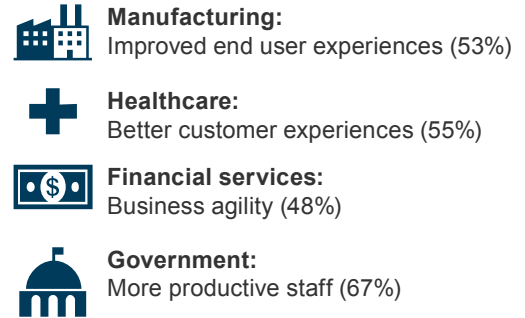 Manufacturing:
Improved end user experiences (53%)
Healthcare:
Better customer experiences (55%)
$
Financial services:
Business agility (48%)
Government:
More productive staff (67%)